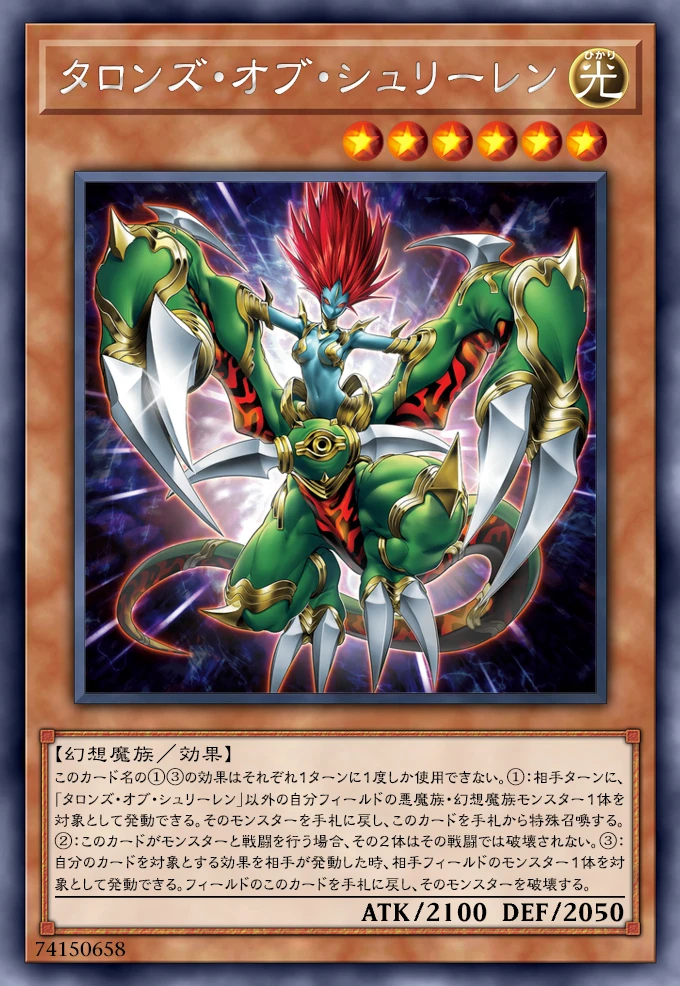 タロンズ・オブ・シュリーレン
ひかり
光
【幻想魔族／効果】
このカード名の①③の効果はそれぞれ1ターンに1度しか使用できない。①：相手ターンに、
「タロンズ・オブ・シュリーレン」以外の自分フィールドの悪魔族・幻想魔族モンスター1体を
対象として発動できる。そのモンスターを手札に戻し、このカードを手札から特殊召喚する。
②：このカードがモンスターと戦闘を行う場合、その2体はその戦闘では破壊されない。③：
自分のカードを対象とする効果を相手が発動した時、相手フィールドのモンスター1体を対
象として発動できる。フィールドのこのカードを手札に戻し、そのモンスターを破壊する。
ATK/2100 DEF/2050
74150658